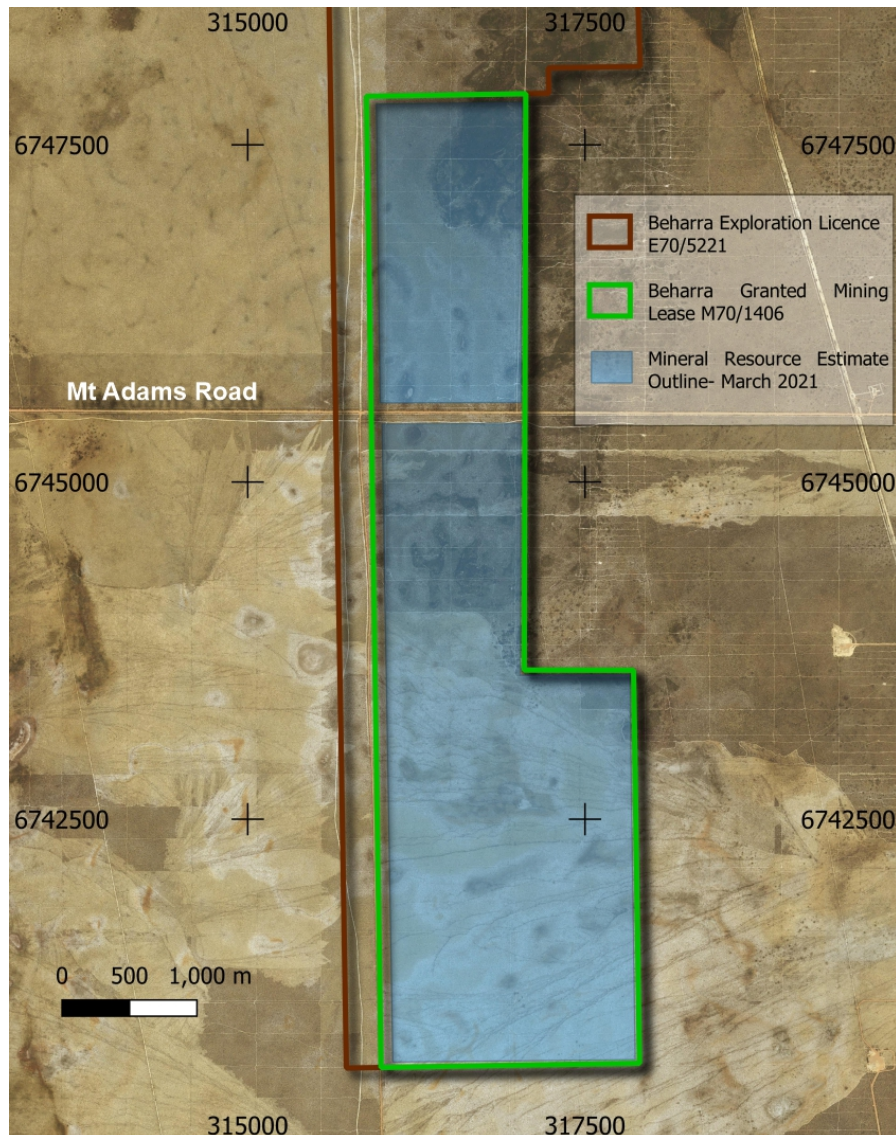 315000 317500
6747500 6747500
Beharra Exploration Licence
E70/5221
Beharra Granted Mining
Lease M70/1406
Mineral Resource Estimate
Outline- March 2021
Mt Adams Road
6745000 6745000
6742500 6742500
0 500 1,000 m
315000 317500